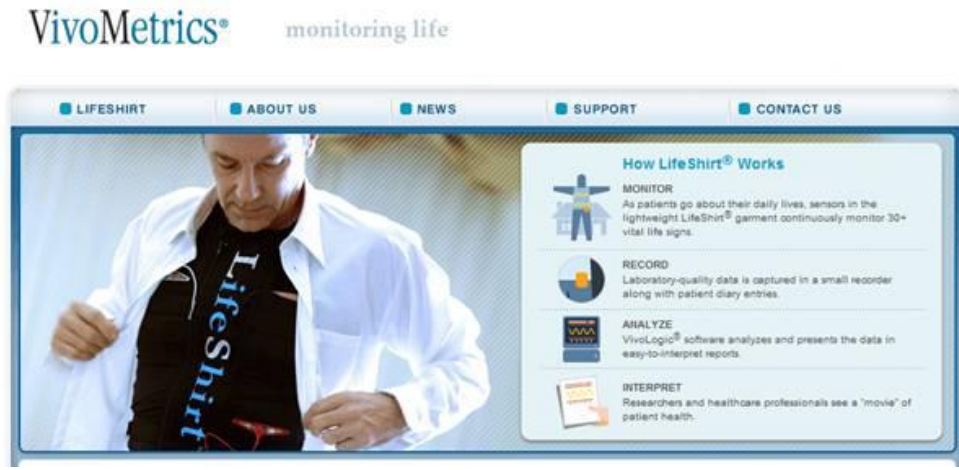 VivoMetrics® monitoring life
LIFESHIRT ABOUT US NEWS SUPPORT CONTACT US
LifeShirt
How LifeShirt® Works
MONITOR
As patients go about their daily lives, sensors in the
lightweight LifeShirt® garment continuously monitor 30+
vital life signs.
RECORD
Laboratory-quality data is captured in a small recorder
along with patient diary entries.
ANALYZE
VivoLogic® software analyzes and presents the data in
easy-to-interpret reports.
INTERPRET
Researchers and healthcare professionals see a "movie" of
patient health.